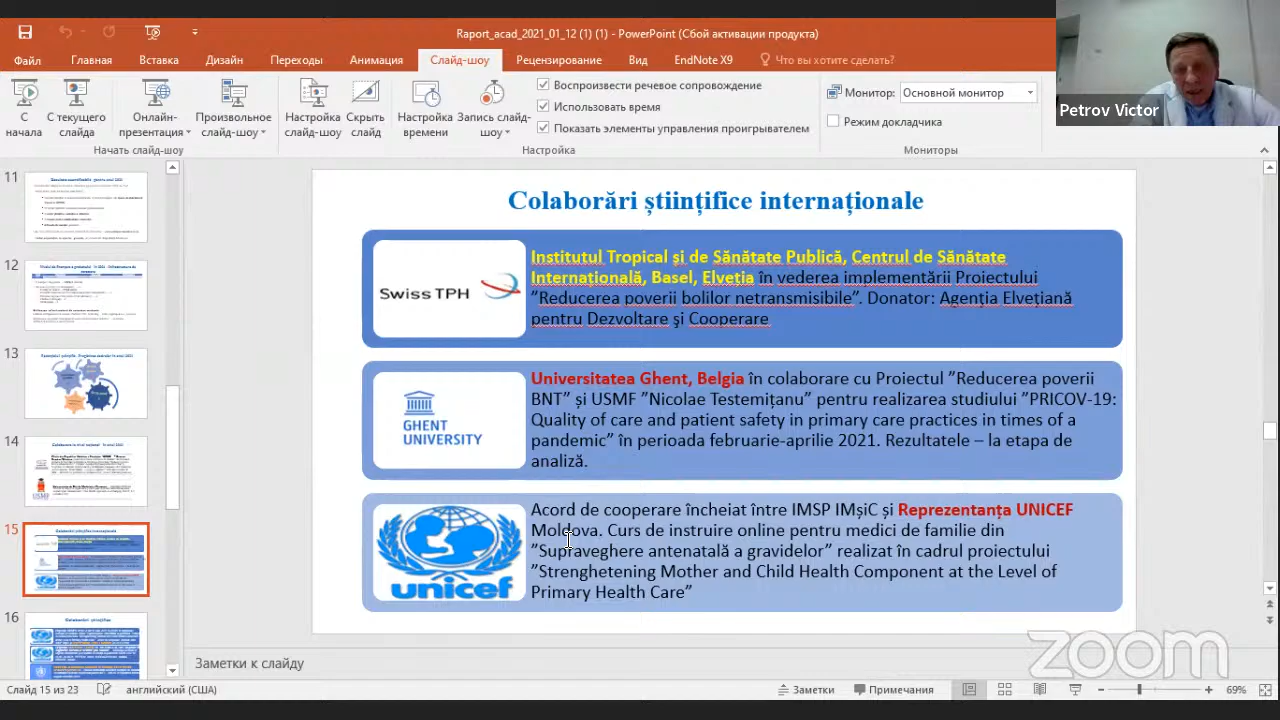 Raport_acad_2021_01_12 (1) (1) - PowerPoint (Сбой активации продукта)
Файл Главная Вставка Дизайн Переходы Анимация Слайд-шоу Рецензирование Вид EndNote X9 Что вы хотите сделать?
Petrov Victor
С начала
С текущего слайда
Онлайн-презентация
Произвольное слайд-шоу
Начать слайд-шоу
Настройка слайд-шоу
Скрыть слайд
Настройка времени
Запись слайд-шоу
Воспроизвести речевое сопровождение
Использовать время
Показать элементы управления проигрывателем
Настройка
Монитор: Основной монитор
Режим докладчика
Мониторы
11
12
13
14
15
16
Colaborări științifice internaționale
Swiss TPH
Institutul Tropical și de Sănătate Publică, Centrul de Sănătate
Internațională, Basel, Elveția
implementării Proiectului
”Reducerea poverii bolilor non-transmisibile”. Donator: Agenția Elvețiană
pentru Dezvoltare şi Cooperare
GHENT
UNIVERSITY
Universitatea Ghent, Belgia în colaborare cu Proiectul ”Reducerea poverii
BNT” și USMF ”Nicolae Testemițanu” pentru realizarea studiului ”PRICOV-19:
Quality of care and patient safety in primary care practices in times of a
pandemic” în perioada februarie-iulie 2021. Rezultatele – la etapa de
analiză.
unicef
Acord de cooperare încheiat între IMSP IMșiC și Reprezentanța UNICEF
Moldova. Curs de instruire a medicilor de familie.
”Supraveghere antenatală a gravidelor” realizat în cadrul proiectului
”Strenghetening Mother and Child Health Component at the Level of
Primary Health Care”
Заметки к слайду
zoom
Слайд 15 из 23 английский (США) Заметки Примечания 69%